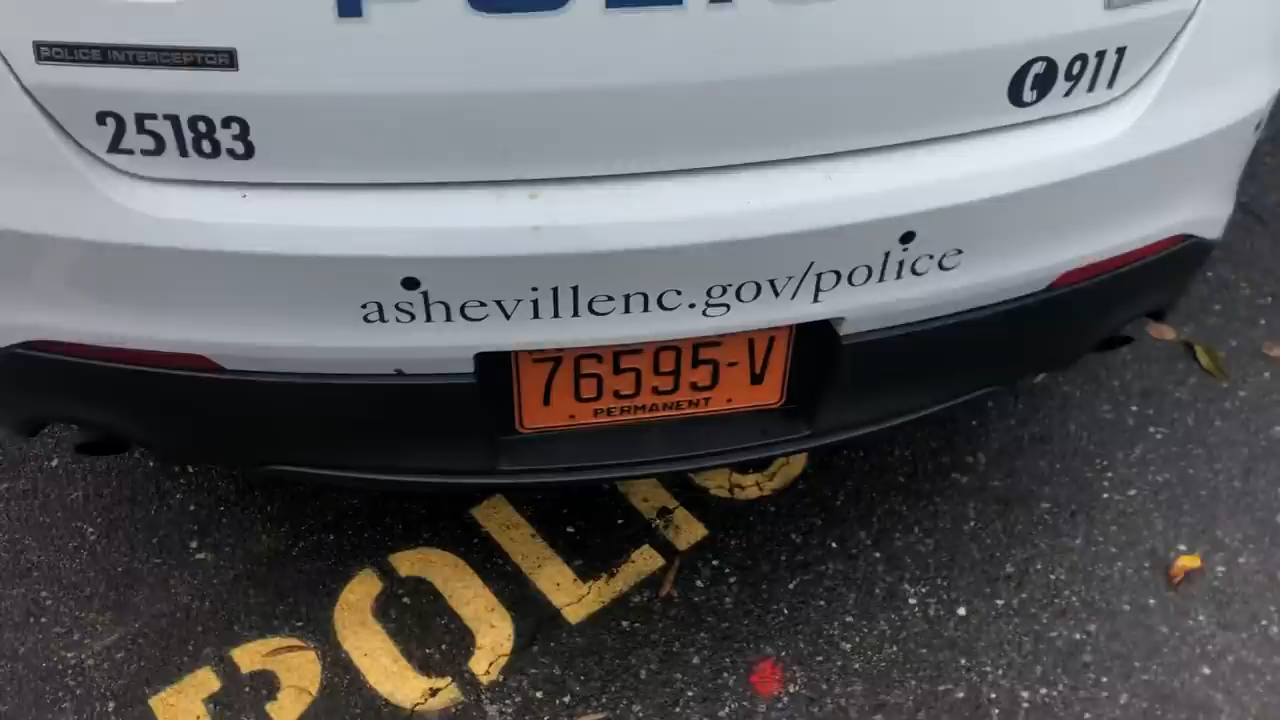 POLICE INTERCEPTOR
25183
911
ashevillenc.gov/police
76595-V
PERMANENT